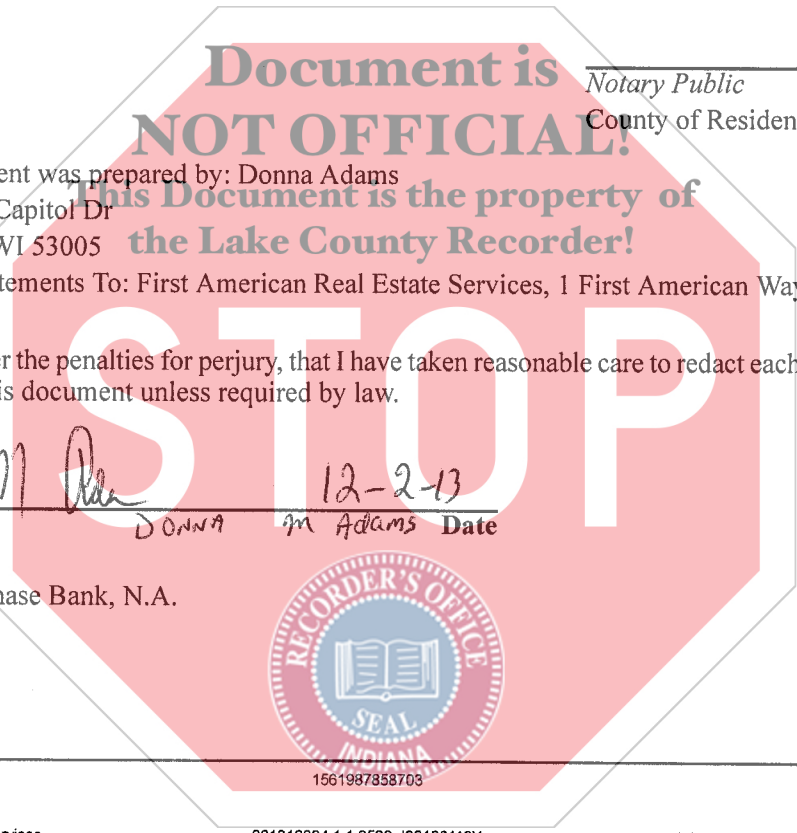 Document is
Notary Public
NOT OFFICIAL!
County of Residen
ent was prepared by: Donna Adams
This Document is the property of
Capitol Dr
WI 53005
the Lake County Recorder!
tements To: First American Real Estate Services, 1 First American Way
STOP
er the penalties for perjury, that I have taken reasonable care to redact each
is document unless required by law.
12-2-13
DONNA M Adams Date
hase Bank, N.A.
RECORDER'S OFFICE
SEAL
INDIANA
1561987858703